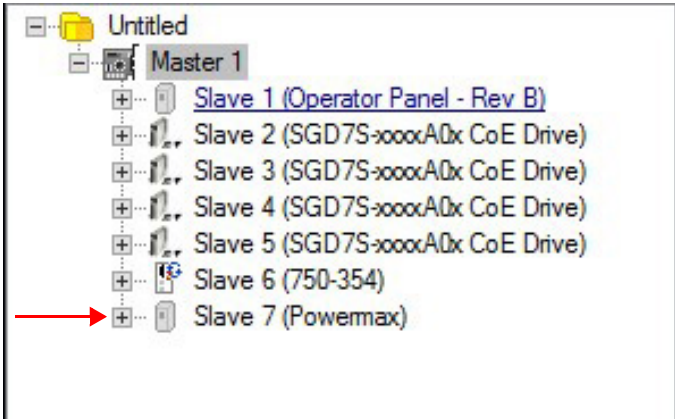 Untitled
Master 1
Slave 1 (Operator Panel - Rev B)
Slave 2 (SGD7S-xxxxA0x CoE Drive)
Slave 3 (SGD7S-xxxxA0x CoE Drive)
Slave 4 (SGD7S-xxxxA0x CoE Drive)
Slave 5 (SGD7S-xxxxA0x CoE Drive)
Slave 6 (750-354)
Slave 7 (Powermax)